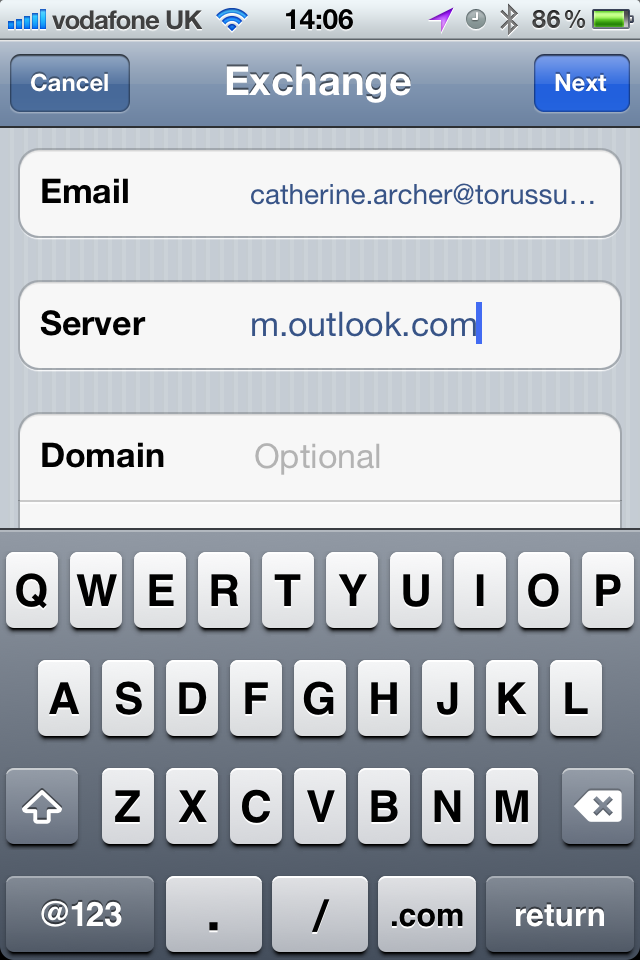 vodafone UK 14:06 86%
Cancel Exchange Next
Email catherine.archer@torussu...
Server m.outlook.com
Domain Optional
Q W E R T Y U I O P
A S D F G H J K L
Z X C V B N M
@123 . / .com return